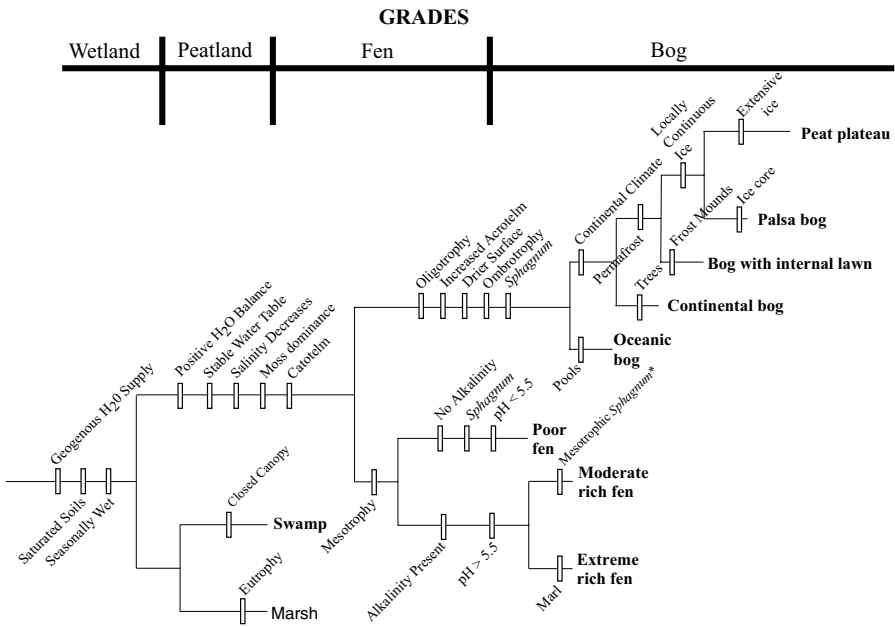 GRADES
Wetland
Peatland
Fen
Bog
Extensive
ice
Peat plateau
Locally
Continuous
Ice
Ice core
Palsa bog
Continental Climate
Permafrost
Frost Mounds
Bog with internal lawn
Trees
Continental bog
Oligotrophy
Increased Acrotelm
Drier Surface
Ombrotrophy
Sphagnum
Pools
Oceanic
bog
Positive H2O Balance
Stable Water Table
Salinity Decreases
Moss dominance
Catotelm
No Alkalinity
Sphagnum
pH < 5.5
Poor
fen
Mesotrophic Sphagnum*
Moderate
rich fen
Geogenous H20 Supply
Saturated Soils
Seasonally Wet
Closed Canopy
Swamp
Mesotrophy
Alkalinity Present
pH > 5.5
Marl
Extreme
rich fen
Eutrophy
Marsh